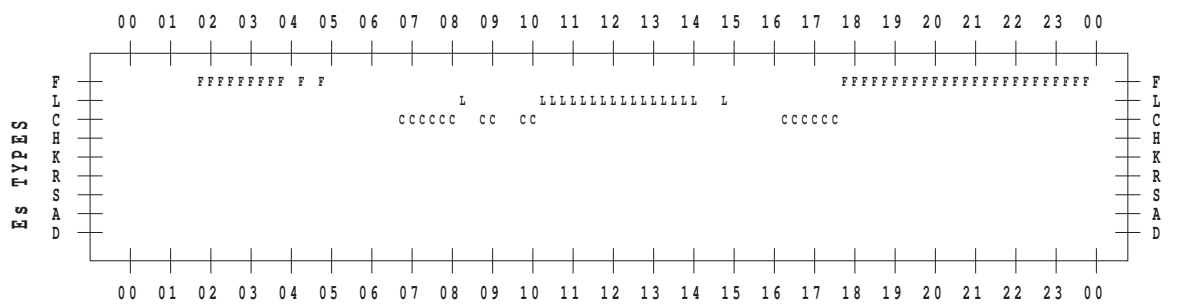 00 01 02 03 04 05 06 07 08 09 10 11 12 13 14 15 16 17 18 19 20 21 22 23 00
F FFFFFFFFF F F FFFFFFFFFFFFFFFFFFFFFFFFF F
L L LLLLLLLLLLLLLLLL L L
C CCCCCC CC CC CCCCCC C
H H
K K
R R
S S
A A
D D
Es TYPES
00 01 02 03 04 05 06 07 08 09 10 11 12 13 14 15 16 17 18 19 20 21 22 23 00